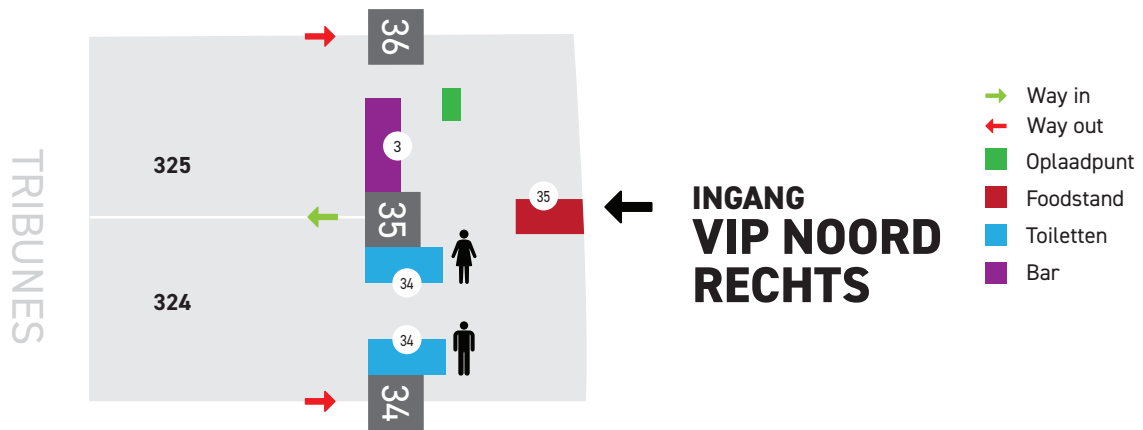 36
3
325
35
35
324
34
34
34
TRIBUNES
INGANG
VIP NOORD
RECHTS
Way in
Way out
Oplaadpunt
Foodstand
Toiletten
Bar